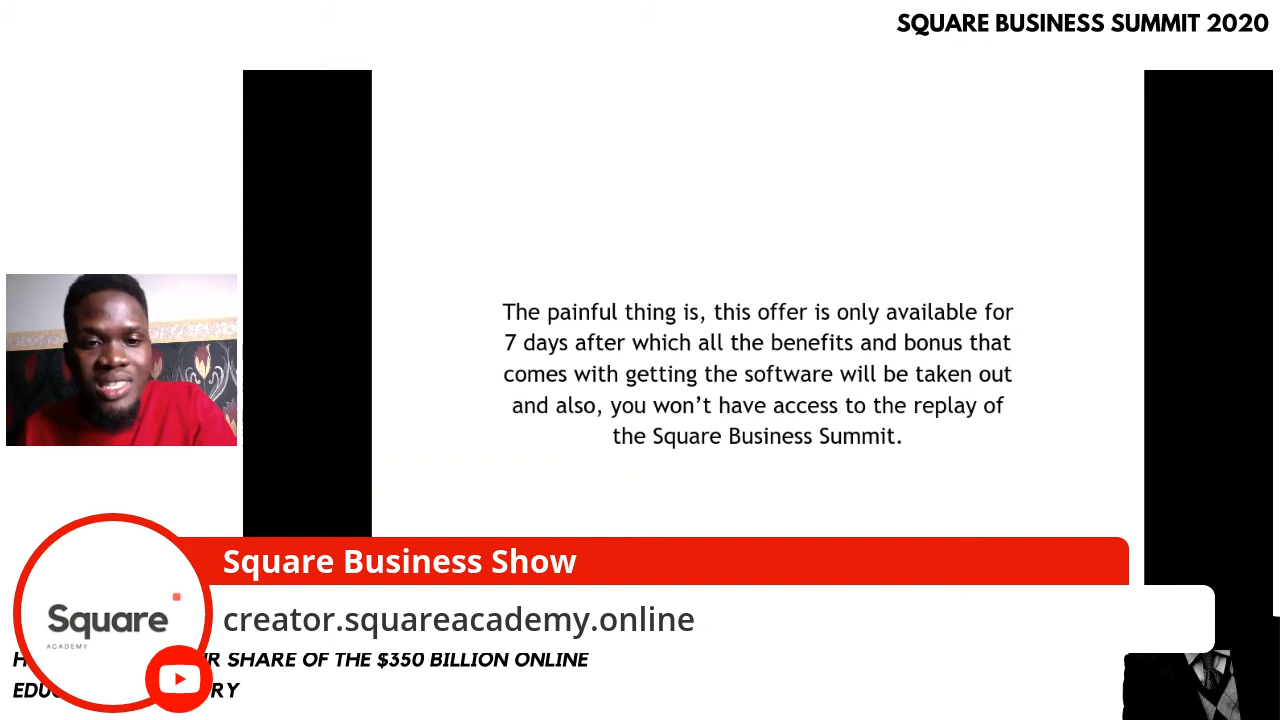 SQUARE BUSINESS SUMMIT 2020
The painful thing is, this offer is only available for
7 days after which all the benefits and bonus that
comes with getting the software will be taken out
and also, you won’t have access to the replay of
the Square Business Summit.
Square Business Show
creator.squareacademy.online
Square
ACADEMY
SHARE OF THE $350 BILLION ONLINE